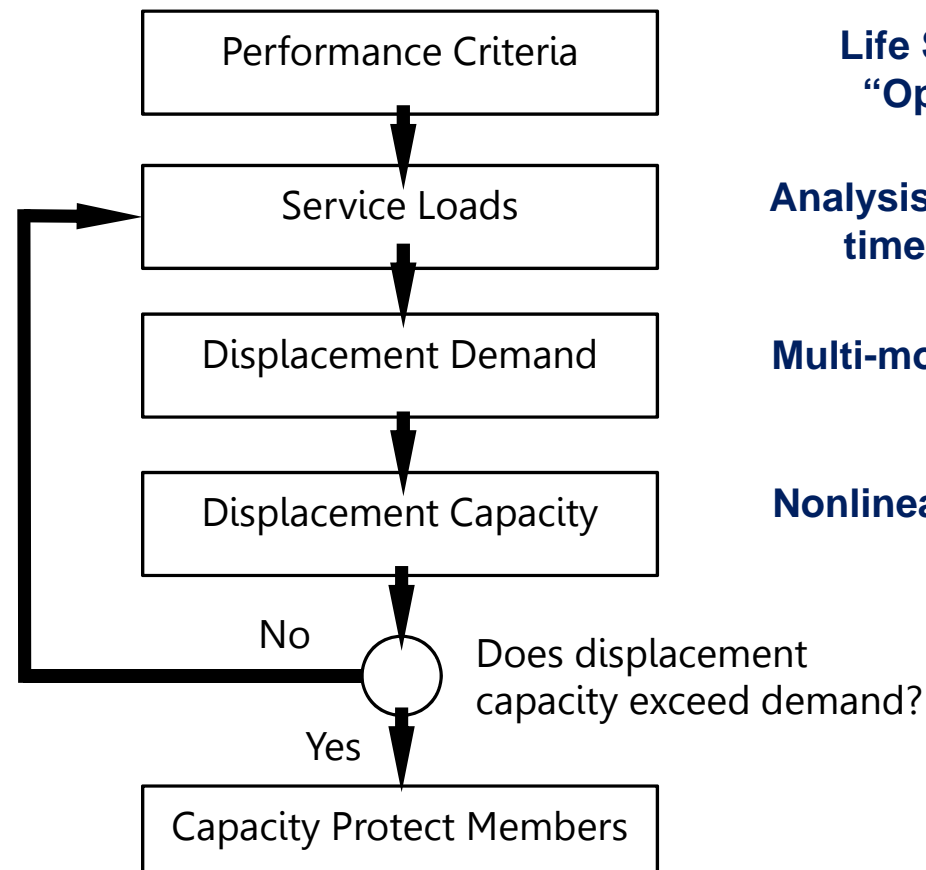 Performance Criteria
Life
“Op
Service Loads
Analysis
time
Displacement Demand
Multi-mo
Displacement Capacity
Nonlinea
No
Does displacement
capacity exceed demand?
Yes
Capacity Protect Members